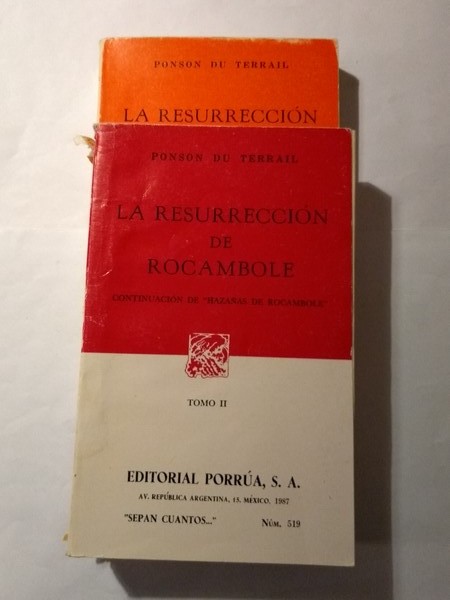 PONSON DU TERRAIL
LA RESURRECCIÓN
PONSON DU TERRAIL
LA RESURRECCIÓN
DE
ROCAMBOLE
CONTINUACIÓN DE "HAZAÑAS DE ROCAMBOLE"
TOMO II
EDITORIAL PORRÚA, S. A.
AV. REPÚBLICA ARGENTINA, 15, MÉXICO, 1987
"SEPAN CUANTOS..." NÚM. 519